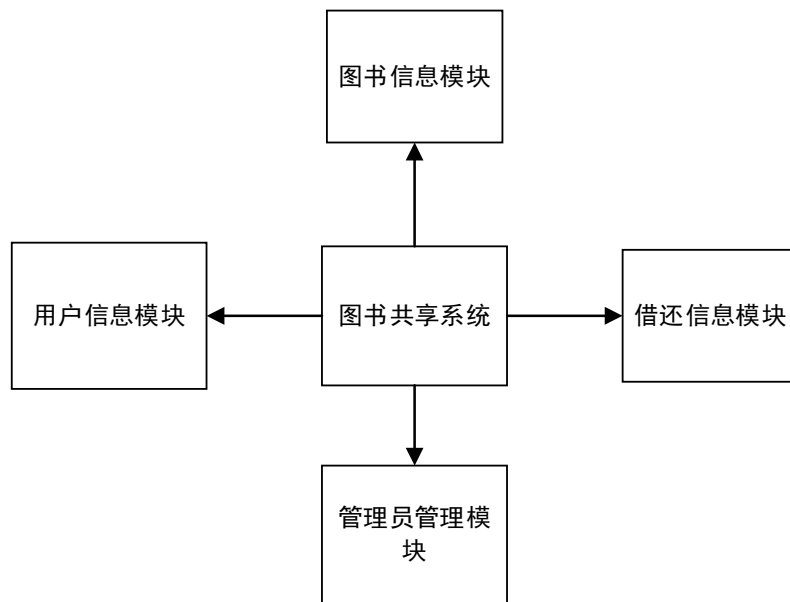 图书信息模块
用户信息模块
图书共享系统
借还信息模块
管理员管理模
块